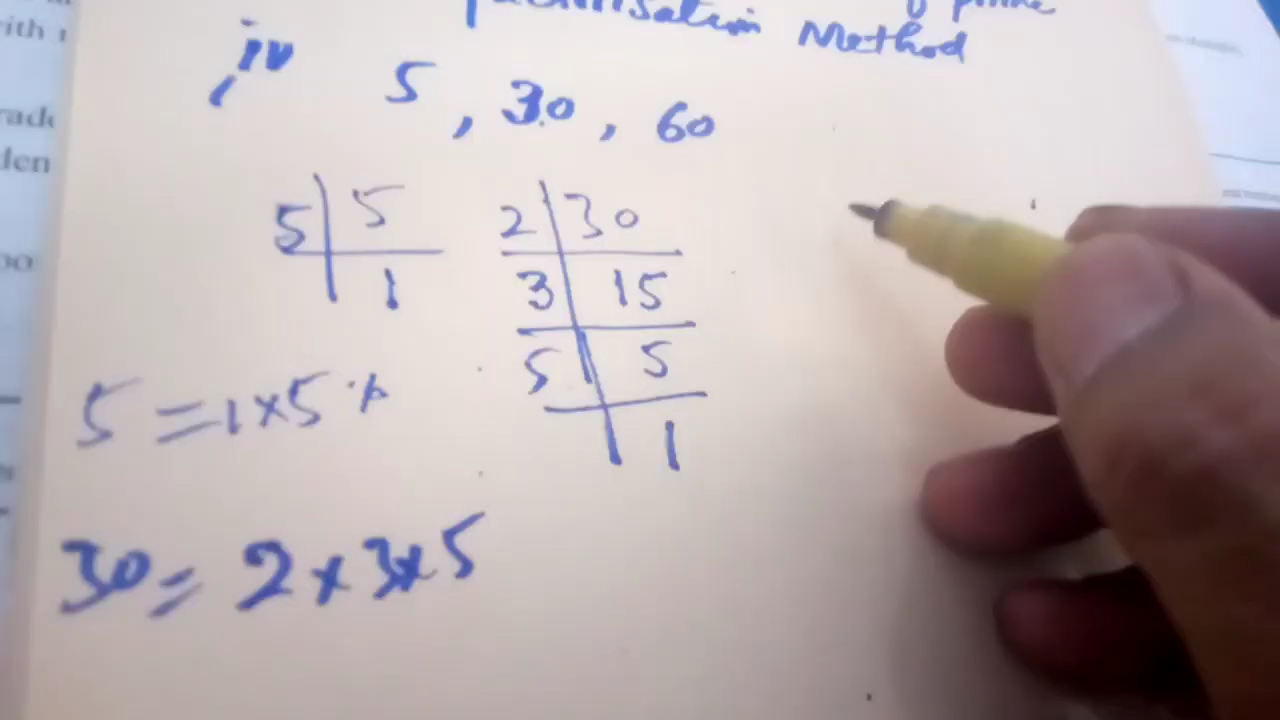 prime
Method
iv 5 , 30 , 60
5 | 5
1
2 | 30
3 | 15
5 | 5
1
5 = 1 × 5
30 = 2 × 3 × 5